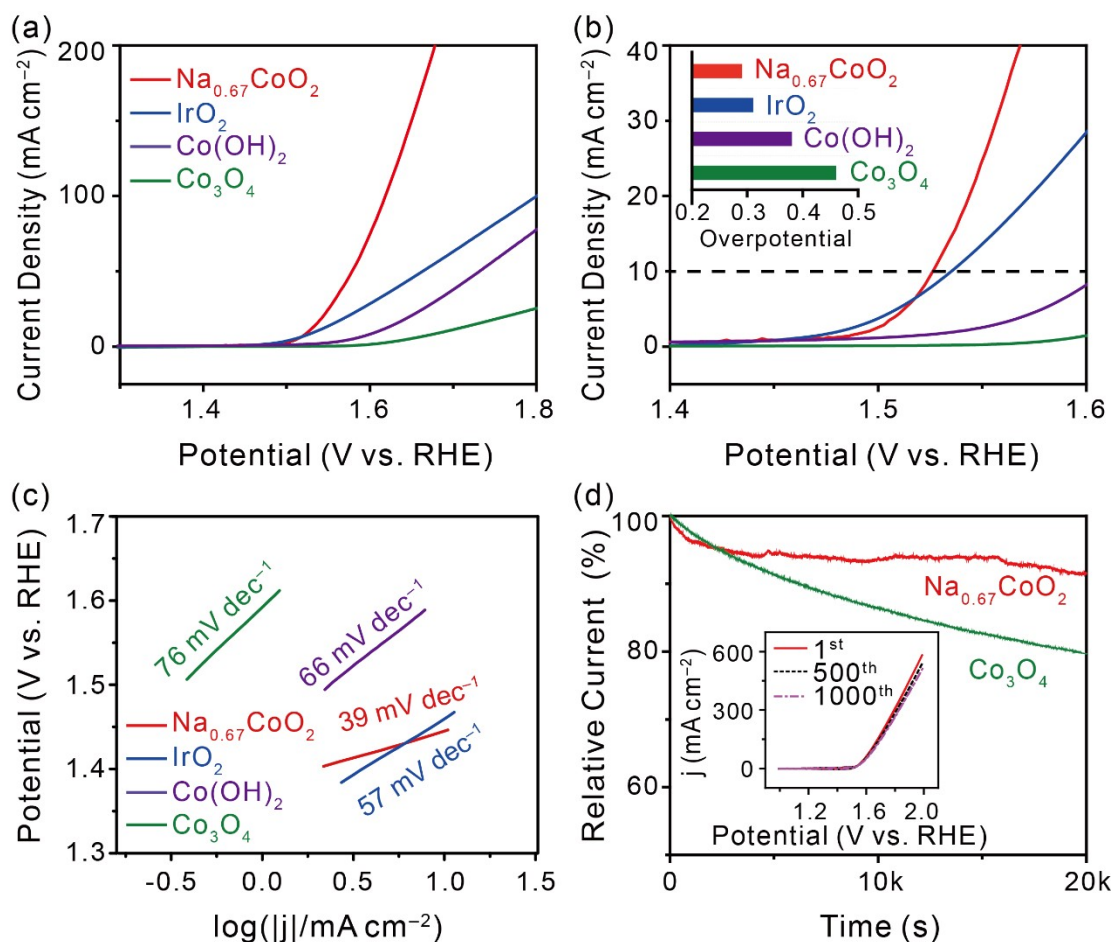 (a)
200
100
0
Current Density (mA cm⁻²)
Na₀.₆₇CoO₂
IrO₂
Co(OH)₂
Co₃O₄
1.4
1.6
1.8
Potential (V vs. RHE)
(b)
40
30
20
10
0
Current Density (mA cm⁻²)
Na₀.₆₇CoO₂
IrO₂
Co(OH)₂
Co₃O₄
0.2 0.3 0.4 0.5
Overpotential
1.4
1.5
1.6
Potential (V vs. RHE)
(c)
1.7
1.6
1.5
1.4
1.3
Potential (V vs. RHE)
76 mV dec⁻¹
66 mV dec⁻¹
39 mV dec⁻¹
57 mV dec⁻¹
Na₀.₆₇CoO₂
IrO₂
Co(OH)₂
Co₃O₄
-0.5 0.0 0.5 1.0 1.5
log(|j|/mA cm⁻²)
(d)
100
80
60
Relative Current (%)
Na₀.₆₇CoO₂
Co₃O₄
1ˢᵗ
500ᵗʰ
1000ᵗʰ
600
300
0
j (mA cm⁻²)
1.2 1.6 2.0
Potential (V vs. RHE)
0
10k
20k
Time (s)